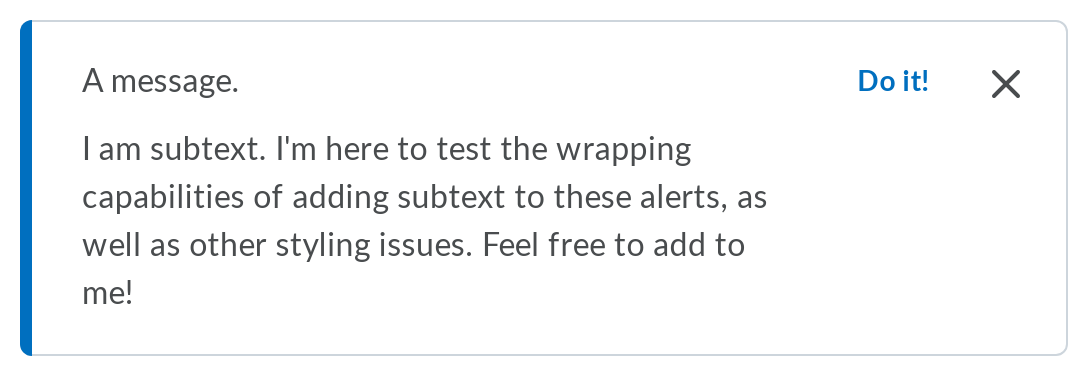 A message.
Do it!
I am subtext. I'm here to test the wrapping
capabilities of adding subtext to these alerts, as
well as other styling issues. Feel free to add to
me!